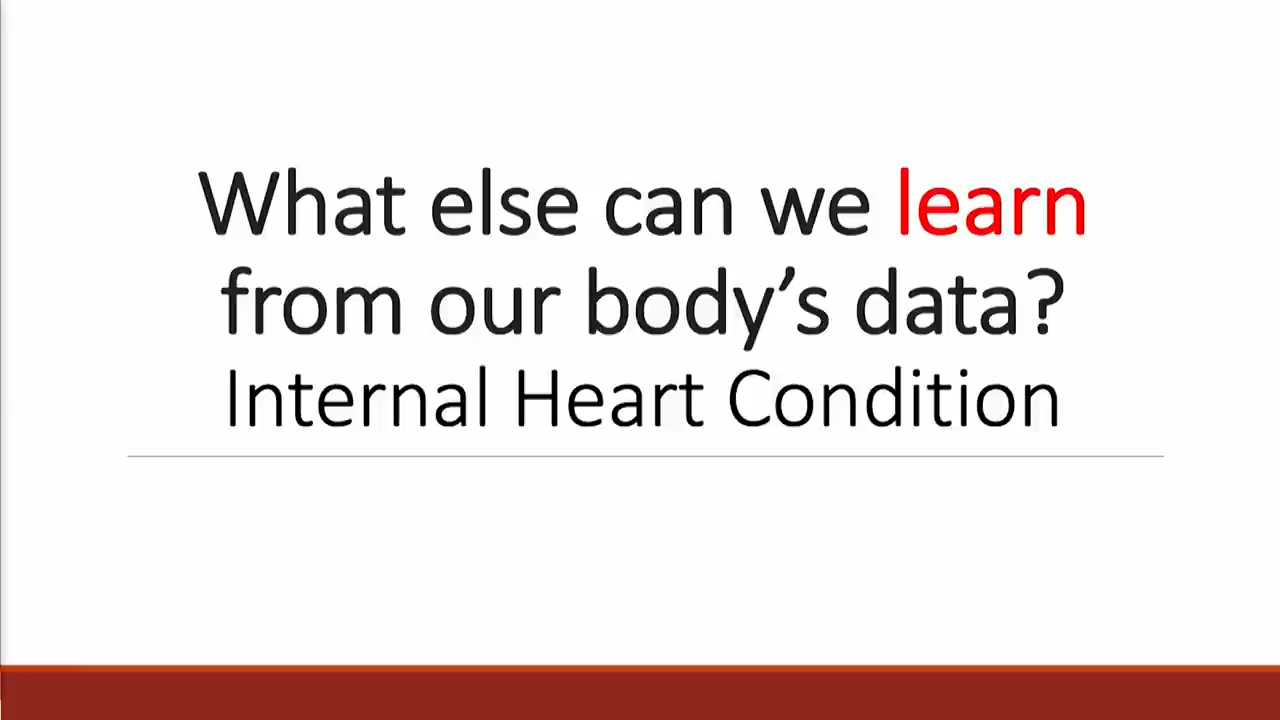 What else can we learn
from our body’s data?
Internal Heart Condition